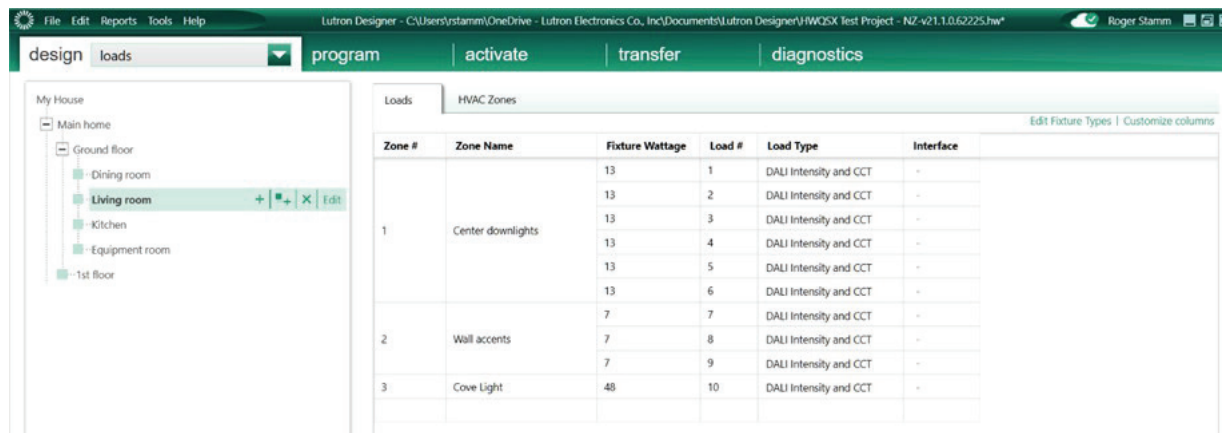 File Edit Reports Tools Help Lutron Designer - C:\Users\rstamm\OneDrive - Lutron Electronics Co., Inc\Documents\Lutron Designer\HWQSX Test Project - NZ-v21.1.0.62225.hw* Roger Stamm
design loads program activate transfer diagnostics
My House
Main home
Ground floor
Dining room
Living room + + × Edit
Kitchen
Equipment room
1st floor
Loads HVAC Zones
Edit Fixture Types | Customize columns
Zone # Zone Name Fixture Wattage Load # Load Type Interface
1 Center downlights
13 1 DALI Intensity and CCT -
13 2 DALI Intensity and CCT -
13 3 DALI Intensity and CCT -
13 4 DALI Intensity and CCT -
13 5 DALI Intensity and CCT -
13 6 DALI Intensity and CCT -
2 Wall accents
7 7 DALI Intensity and CCT -
7 8 DALI Intensity and CCT -
7 9 DALI Intensity and CCT -
3 Cove Light 48 10 DALI Intensity and CCT -